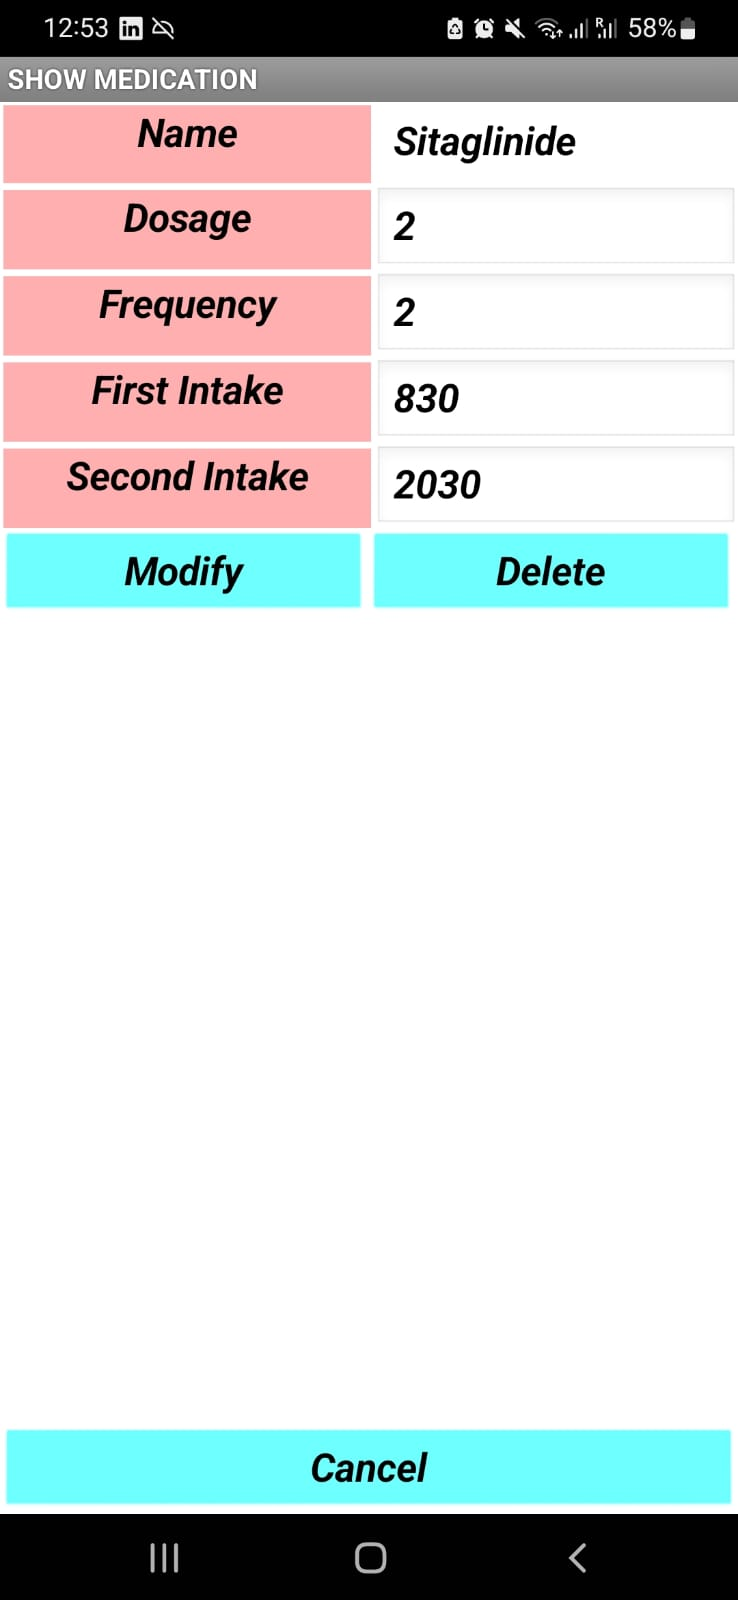 12:53 in 58%
SHOW MEDICATION
Name Sitaglinide
Dosage 2
Frequency 2
First Intake 830
Second Intake 2030
Modify Delete
Cancel